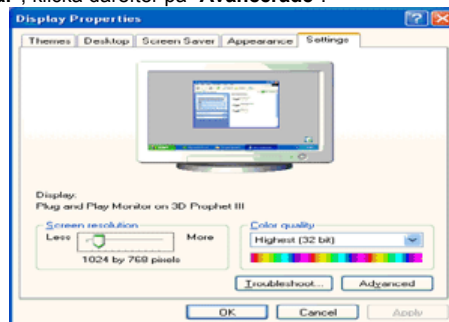 klicka därefter på "Avancerade".
Display Properties
Themes
Desktop
Screen Saver
Appearance
Settings
Display:
Plug and Play Monitor on 3D Prophet III
Screen resolution
Less
More
1024 by 768 pixels
Color quality
Highest (32 bit)
Troubleshoot...
Advanced
OK
Cancel
Apply